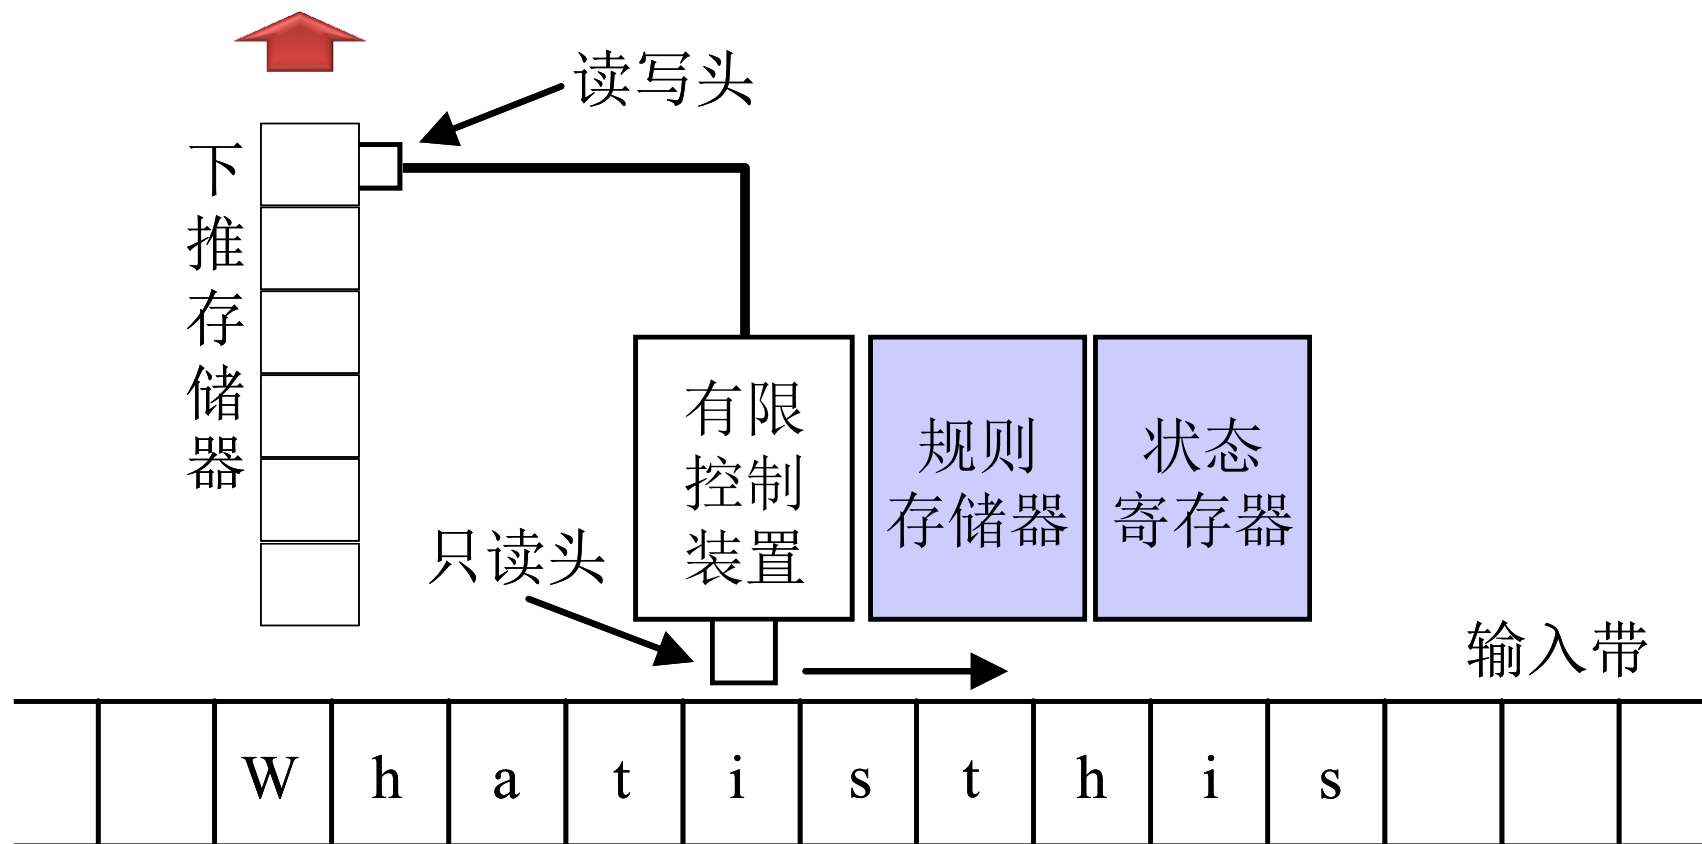 读写头
下推存储器
有限
控制
装置
规则
存储器
状态
寄存器
只读头
输入带
W h a t i s t h i s